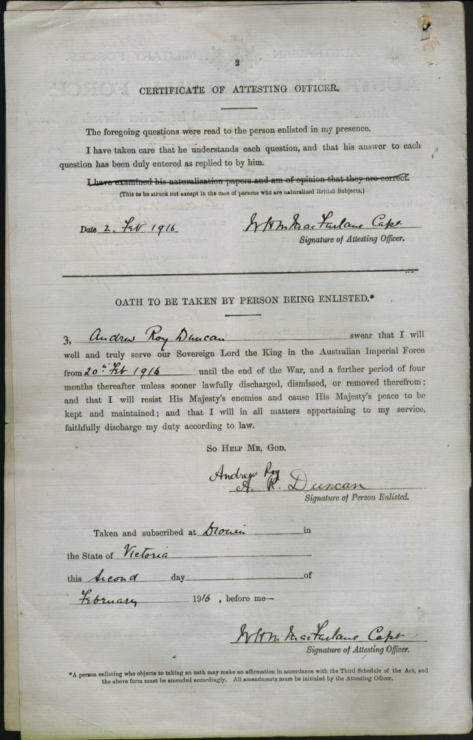 2
CERTIFICATE OF ATTESTING OFFICER.
The foregoing questions were read to the person enlisted in my presence.
I have taken care that he understands each question, and that his answer to each
question has been duly entered as replied to by him.
I have examined his naturalisation papers and am of opinion that they are correct.
(This to be struck out except in the case of persons who are naturalised British Subjects.)
Date 2. Feb 1916 W H M MacFarlane Capt.
Signature of Attesting Officer.
OATH TO BE TAKEN BY PERSON BEING ENLISTED.*
I, Andrew Roy Duncan swear that I will
well and truly serve our Sovereign Lord the King in the Australian Imperial Force
from 20th Feb 1916 until the end of the War, and a further period of four
months thereafter unless sooner lawfully discharged, dismissed, or removed therefrom;
and that I will resist His Majesty's enemies and cause His Majesty's peace to be
kept and maintained; and that I will in all matters appertaining to my service,
faithfully discharge my duty according to law.
SO HELP ME, GOD.
Andrew Roy
A. R. Duncan
Signature of Person Enlisted.
Taken and subscribed at Drouin in
the State of Victoria
this Second day of
February 1916, before me—
W H M MacFarlane Capt
Signature of Attesting Officer.
*A person enlisting who objects to taking an oath may make an affirmation in accordance with the Third Schedule of the Act, and
the above form must be amended accordingly. All amendments must be initialed by the Attesting Officer.